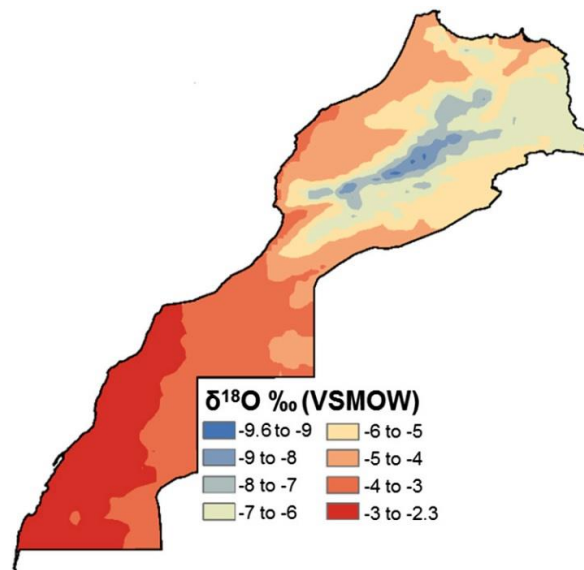 δ¹⁸O ‰ (VSMOW)
-9.6 to -9 -6 to -5
-9 to -8 -5 to -4
-8 to -7 -4 to -3
-7 to -6 -3 to -2.3